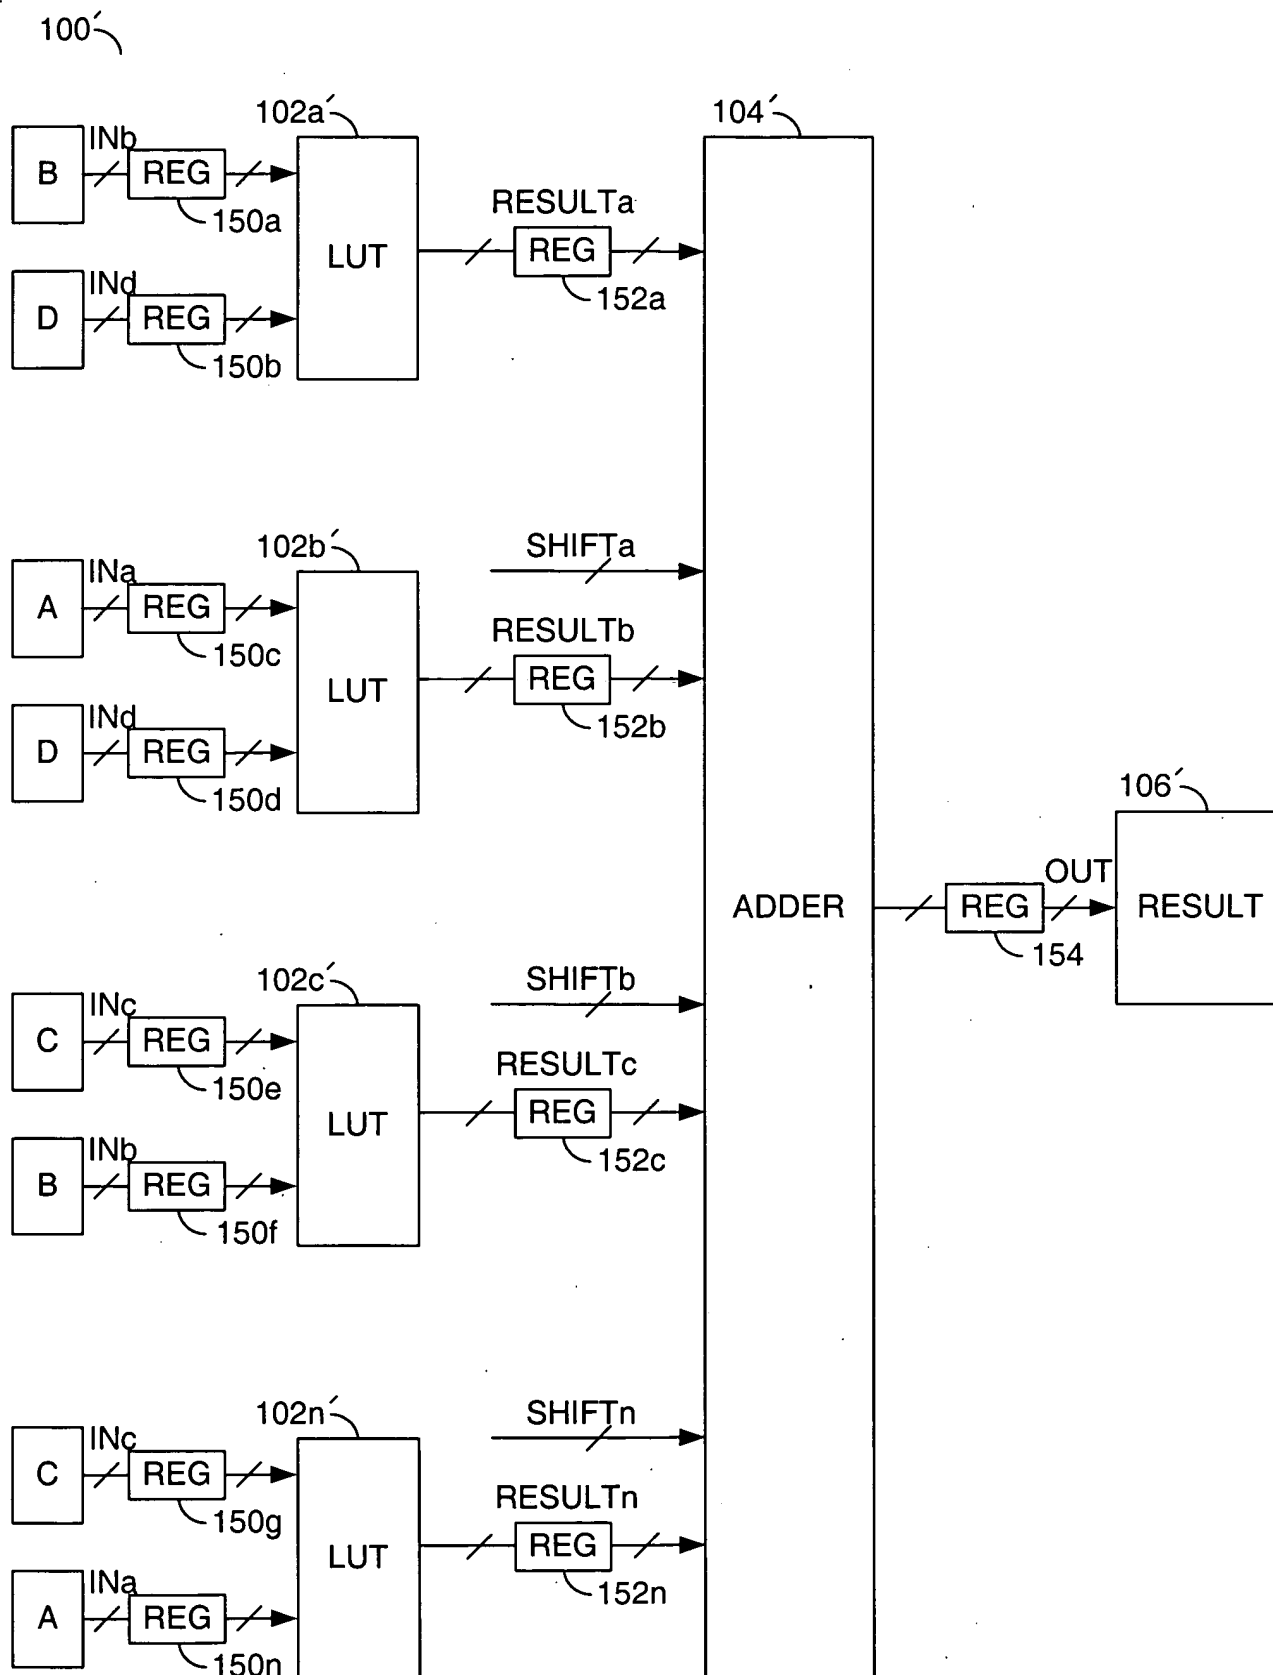 100′
102a′
104′
B
INb
REG
150a
LUT
RESULTa
REG
152a
D
INd
REG
150b
102b′
SHIFTa
A
INa
REG
150c
LUT
RESULTb
REG
152b
D
INd
REG
150d
106′
ADDER
REG
154
OUT
RESULT
102c′
SHIFTb
C
INc
REG
150e
LUT
RESULTc
REG
152c
B
INb
REG
150f
102n′
SHIFTn
C
INc
REG
150g
LUT
RESULTn
REG
152n
A
INa
REG
150n